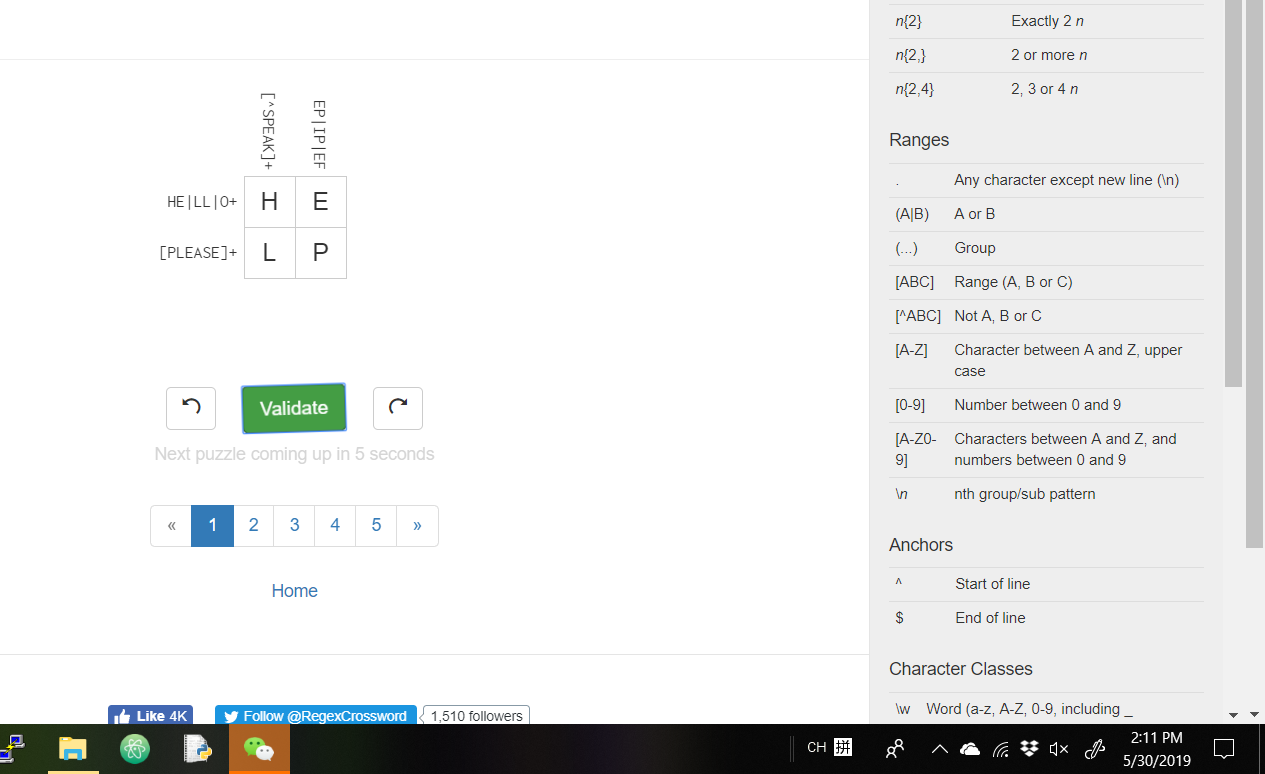 n{2} Exactly 2 n
n{2,} 2 or more n
n{2,4} 2, 3 or 4 n
[^SPEAK]+
EP|IP|EF
HE|LL|O+ H E
[PLEASE]+ L P
Validate
Next puzzle coming up in 5 seconds
« 1 2 3 4 5 »
Home
Like 4K
Follow @RegexCrossword
1,510 followers
Ranges
. Any character except new line (\n)
(A|B) A or B
(...) Group
[ABC] Range (A, B or C)
[^ABC] Not A, B or C
[A-Z] Character between A and Z, upper
case
[0-9] Number between 0 and 9
[A-Z0- Characters between A and Z, and
9] numbers between 0 and 9
\n nth group/sub pattern
Anchors
^ Start of line
$ End of line
Character Classes
\w Word (a-z, A-Z, 0-9, including _
CH 拼
2:11 PM
5/30/2019